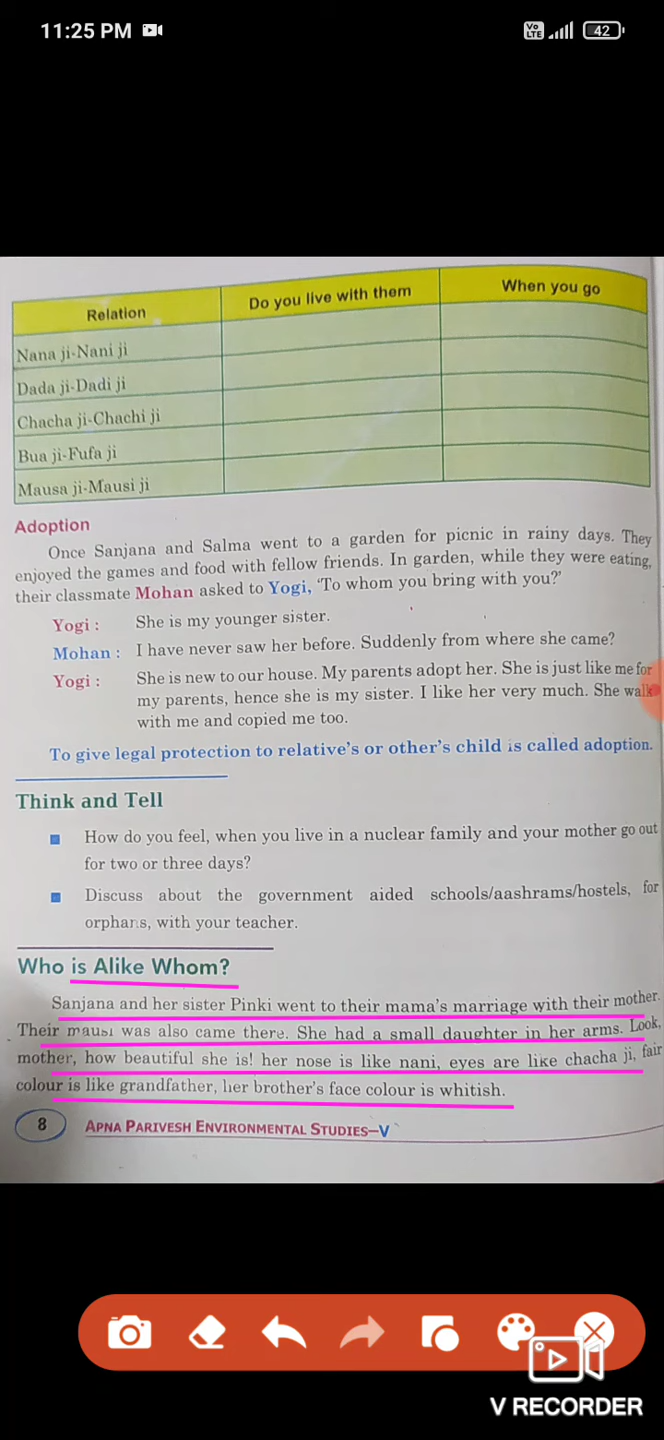 11:25 PM
Vo LTE 42
Relation Do you live with them When you go
Nana ji-Nani ji
Dada ji-Dadi ji
Chacha ji-Chachi ji
Bua ji-Fufa ji
Mausa ji-Mausi ji
Adoption
Once Sanjana and Salma went to a garden for picnic in rainy days. They
enjoyed the games and food with fellow friends. In garden, while they were eating,
their classmate Mohan asked to Yogi, 'To whom you bring with you?'
Yogi : She is my younger sister.
Mohan : I have never saw her before. Suddenly from where she came?
Yogi : She is new to our house. My parents adopt her. She is just like me for
my parents, hence she is my sister. I like her very much. She walk
with me and copied me too.
To give legal protection to relative's or other's child is called adoption.
Think and Tell
How do you feel, when you live in a nuclear family and your mother go out
for two or three days?
Discuss about the government aided schools/aashrams/hostels, for
orphans, with your teacher.
Who is Alike Whom?
Sanjana and her sister Pinki went to their mama's marriage with their mother.
Their mausi was also came there. She had a small daughter in her arms. Look,
mother, how beautiful she is! her nose is like nani, eyes are like chacha ji, fair
colour is like grandfather, her brother's face colour is whitish.
8 APNA PARIVESH ENVIRONMENTAL STUDIES–V
V RECORDER